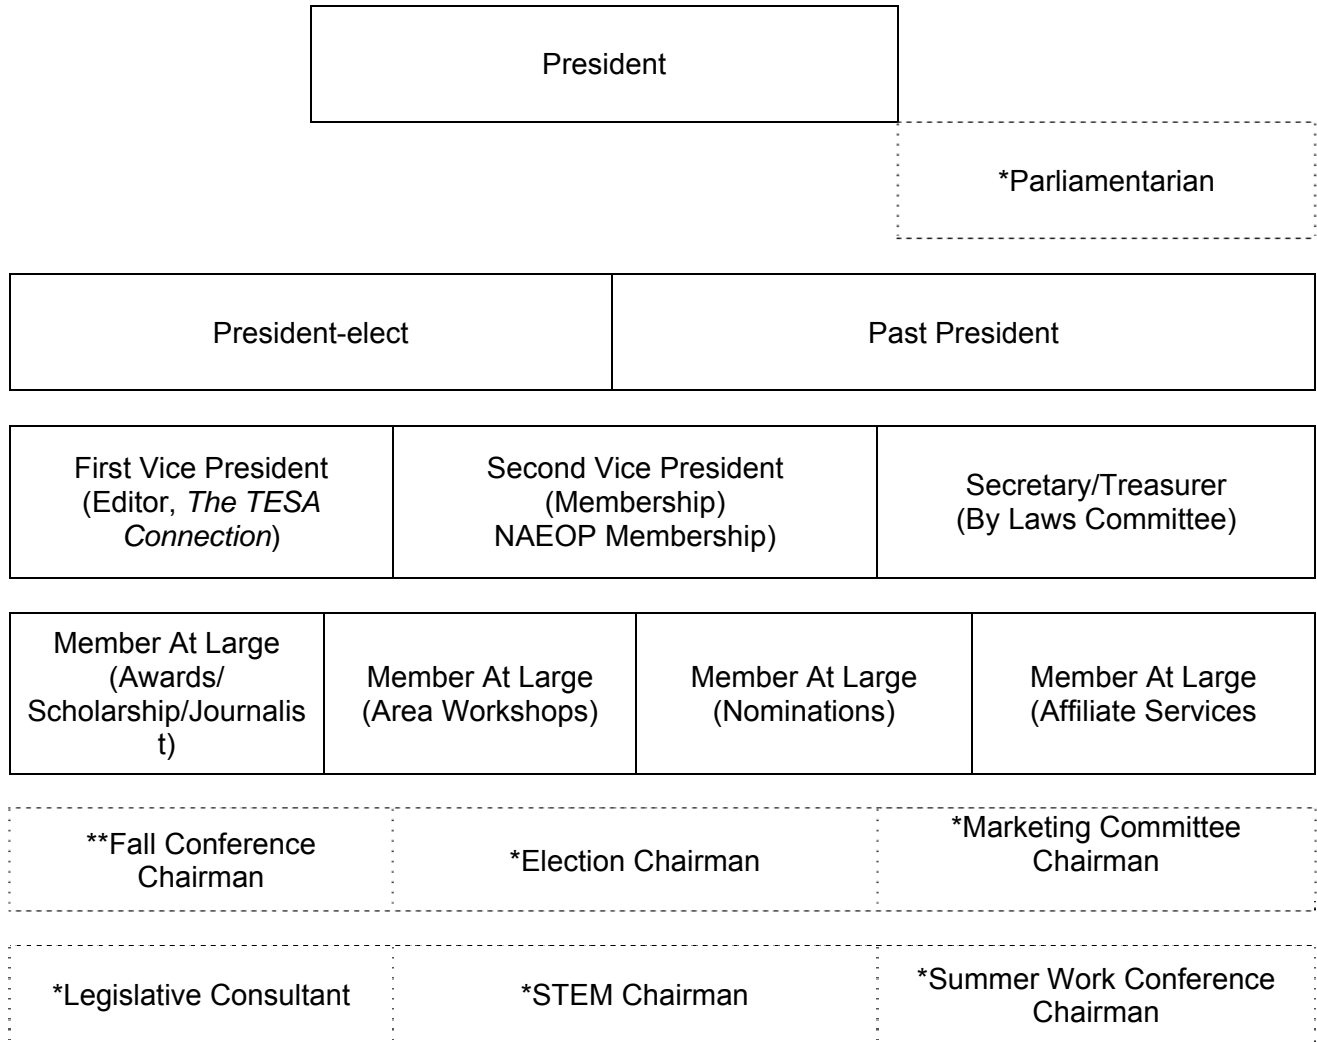 President
*Parliamentarian
President-elect
Past President
First Vice President
(Editor, The TESA
Connection)
Second Vice President
(Membership)
NAEOP Membership)
Secretary/Treasurer
(By Laws Committee)
Member At Large
(Awards/
Scholarship/Journalis
t)
Member At Large
(Area Workshops)
Member At Large
(Nominations)
Member At Large
(Affiliate Services
**Fall Conference
Chairman
*Election Chairman
*Marketing Committee
Chairman
*Legislative Consultant
*STEM Chairman
*Summer Work Conference
Chairman